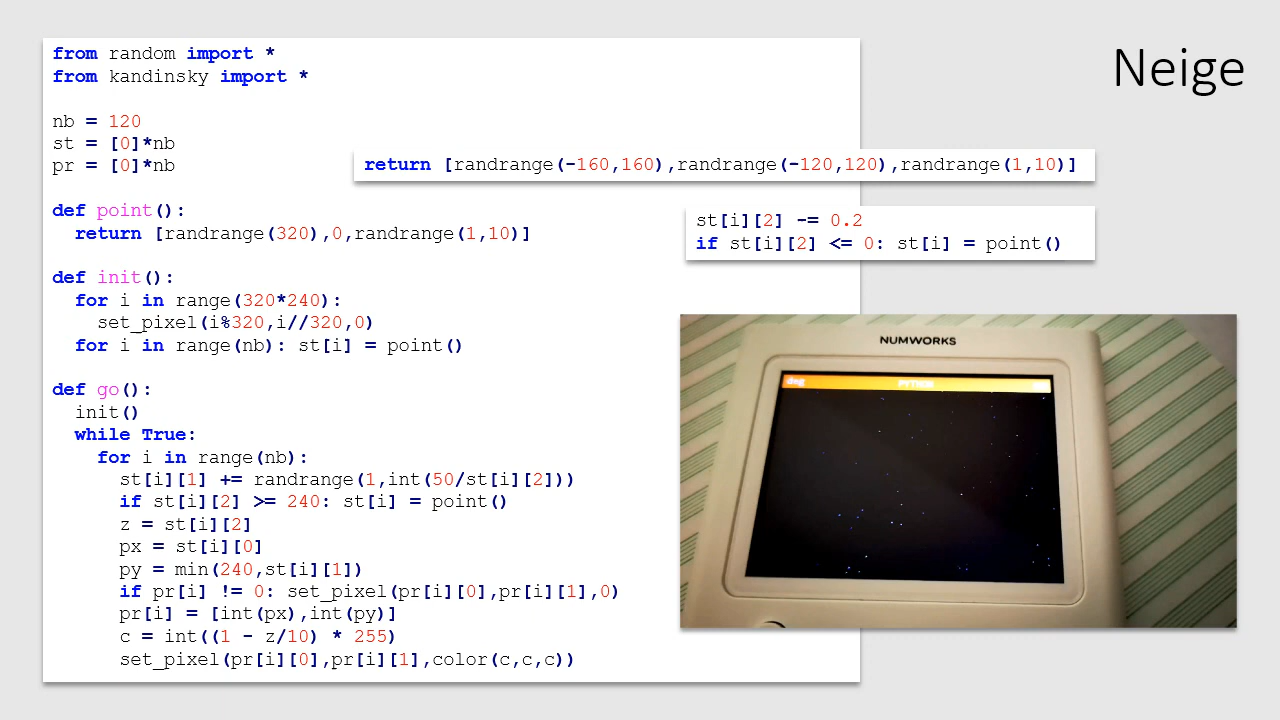 Neige
from random import *
from kandinsky import *
nb = 120
st = [0]*nb
pr = [0]*nb
return [randrange(-160,160),randrange(-120,120),randrange(1,10)]
def point():
  return [randrange(320),0,randrange(1,10)]
st[i][2] -= 0.2
if st[i][2] <= 0: st[i] = point()
def init():
  for i in range(320*240):
    set_pixel(i%320,i//320,0)
  for i in range(nb): st[i] = point()
def go():
  init()
  while True:
    for i in range(nb):
      st[i][1] += randrange(1,int(50/st[i][2]))
      if st[i][2] >= 240: st[i] = point()
      z = st[i][2]
      px = st[i][0]
      py = min(240,st[i][1])
      if pr[i] != 0: set_pixel(pr[i][0],pr[i][1],0)
      pr[i] = [int(px),int(py)]
      c = int((1 - z/10) * 255)
      set_pixel(pr[i][0],pr[i][1],color(c,c,c))
NUMWORKS
deg PYTHON